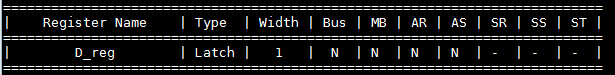 ===============================================================================
|    Register Name     |  Type   | Width  | Bus | MB | AR | AS | SR | SS | ST |
===============================================================================
|        D_reg         |  Latch  |   1    |  N  | N  | N  | N  | -  | -  | -  |
===============================================================================